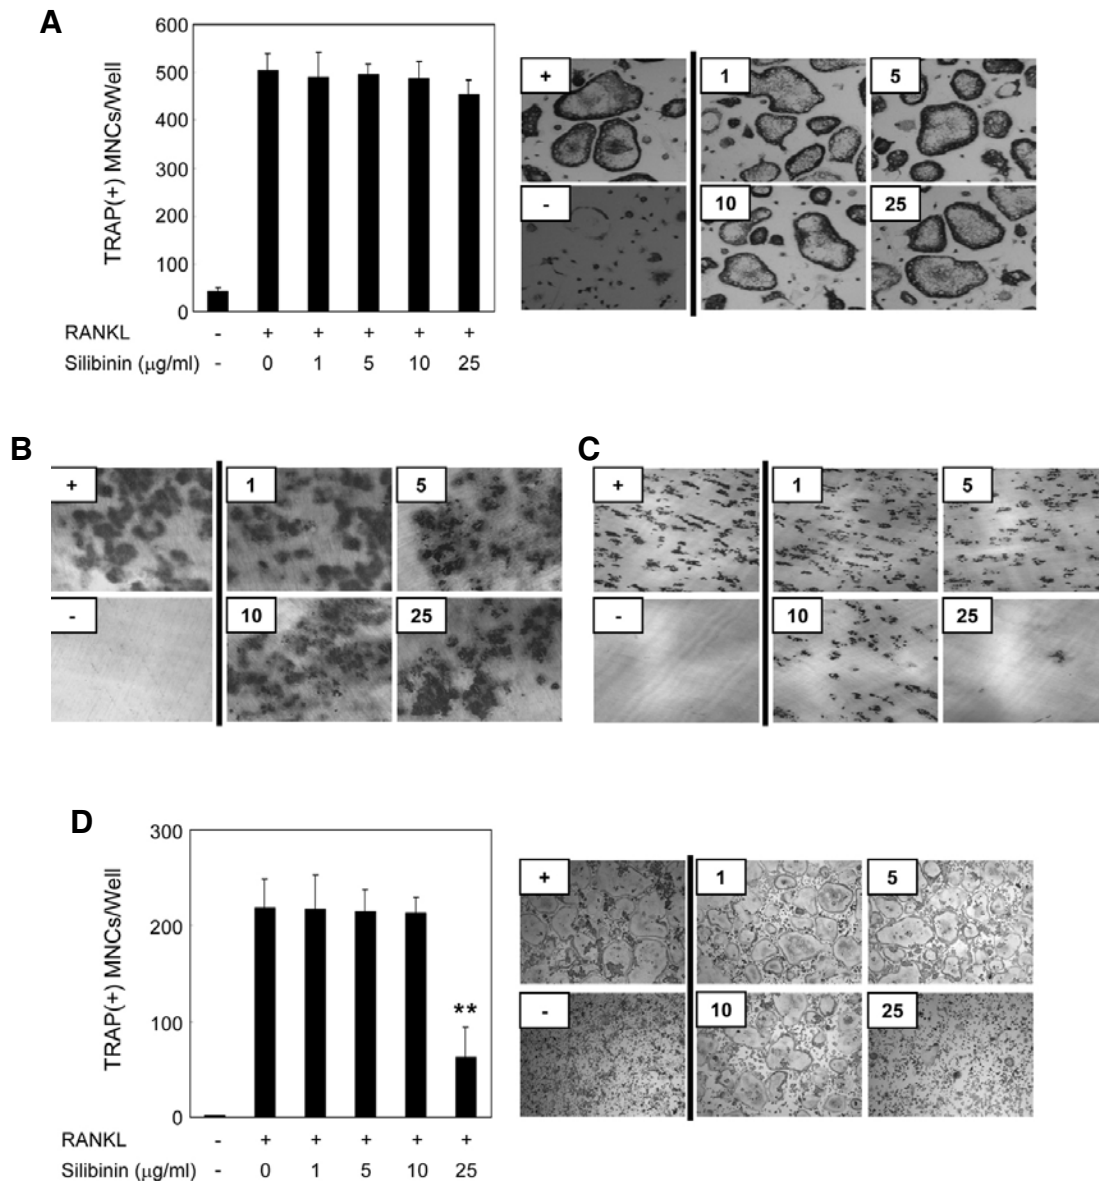 A
TRAP(+) MNCs/Well
600
500
400
300
200
100
0
RANKL - + + + + +
Silibinin (μg/ml) - 0 1 5 10 25
+ 1 5
- 10 25
B
+ 1 5
- 10 25
C
+ 1 5
- 10 25
D
TRAP(+) MNCs/Well
300
200
100
0
**
RANKL - + + + + +
Silibinin (μg/ml) - 0 1 5 10 25
+ 1 5
- 10 25